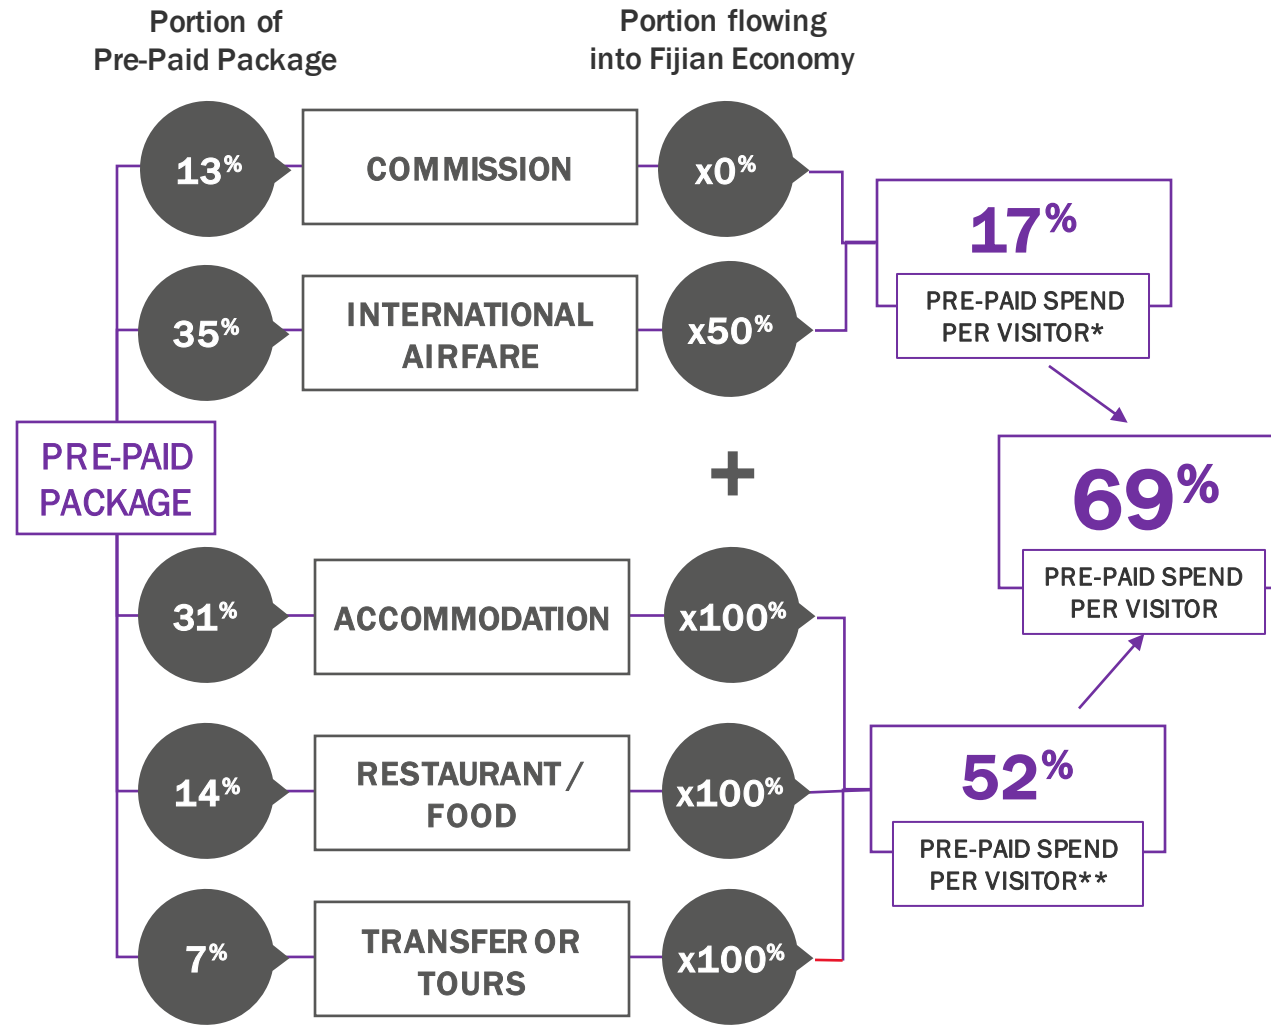 Portion of
Pre-Paid Package
Portion flowing
into Fijian Economy
13%
COMMISSION
x0%
17%
PRE-PAID SPEND
PER VISITOR*
35%
INTERNATIONAL
AIRFARE
x50%
PRE-PAID
PACKAGE
+
69%
PRE-PAID SPEND
PER VISITOR
31%
ACCOMMODATION
x100%
14%
RESTAURANT /
FOOD
x100%
52%
PRE-PAID SPEND
PER VISITOR**
7%
TRANSFER OR
TOURS
x100%